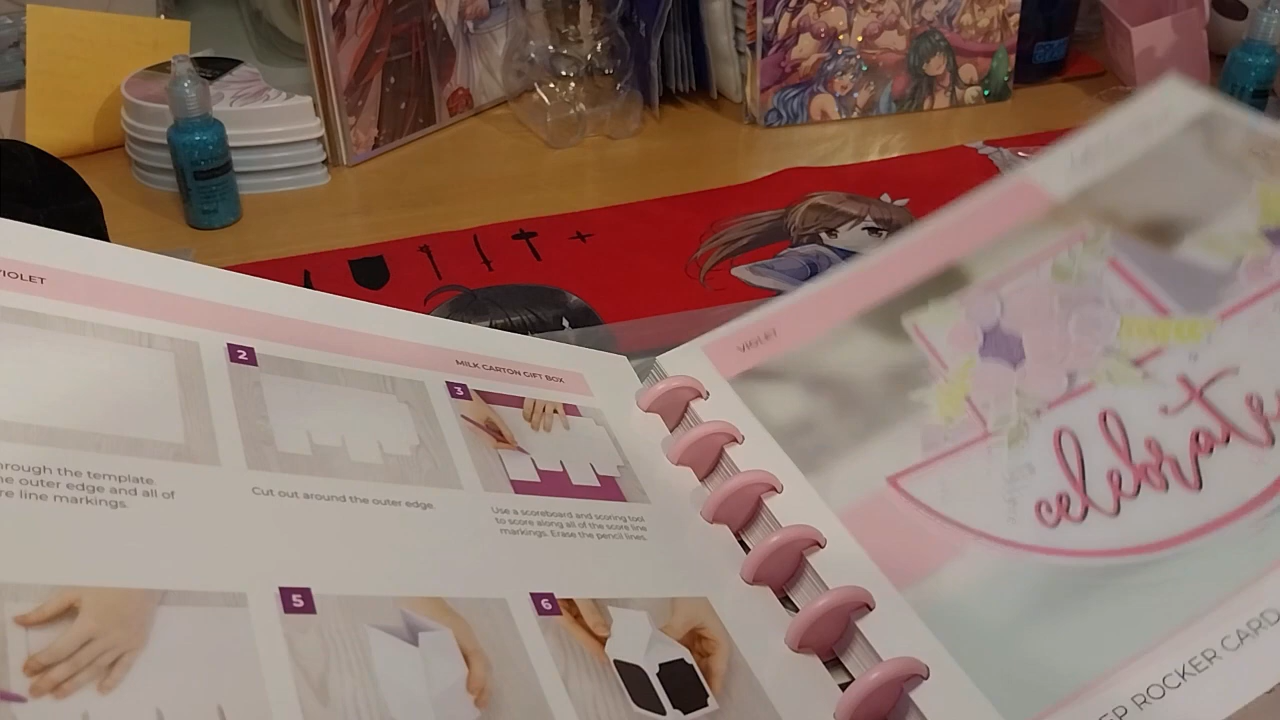 VIOLET
MILK CARTON GIFT BOX
2
3
hrough the template.
he outer edge and all of
re line markings.
Cut out around the outer edge.
Use a scoreboard and scoring tool
to score along all of the score line
markings. Erase the pencil lines.
5
6
VIOLET
celebrate
EP ROCKER CARD